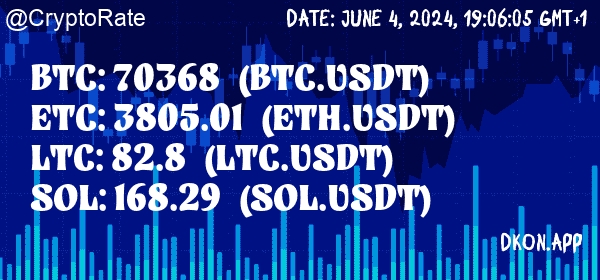 @CryptoRate
DATE: JUNE 4, 2024, 19:06:05 GMT+1
BTC: 70368 (BTC.USDT)
ETC: 3805.01 (ETH.USDT)
LTC: 82.8 (LTC.USDT)
SOL: 168.29 (SOL.USDT)
DKON.APP